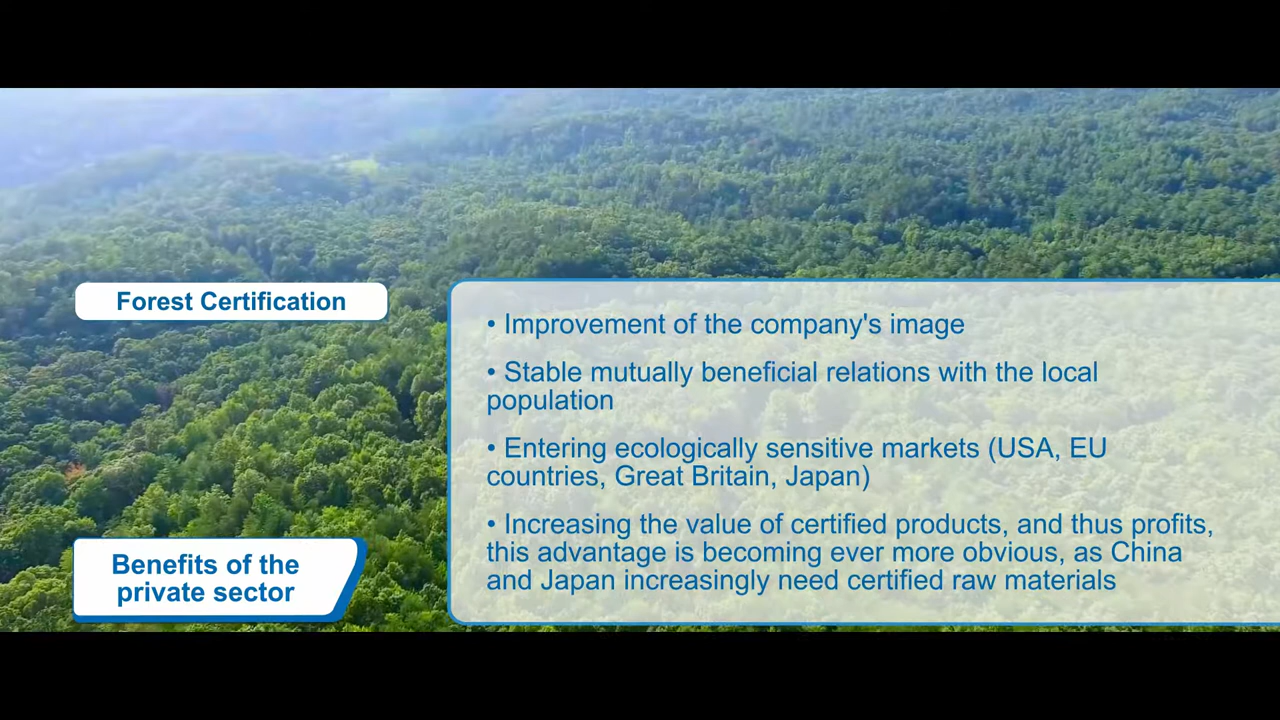 Forest Certification
Benefits of the
private sector
• Improvement of the company's image
• Stable mutually beneficial relations with the local
population
• Entering ecologically sensitive markets (USA, EU
countries, Great Britain, Japan)
• Increasing the value of certified products, and thus profits,
this advantage is becoming ever more obvious, as China
and Japan increasingly need certified raw materials